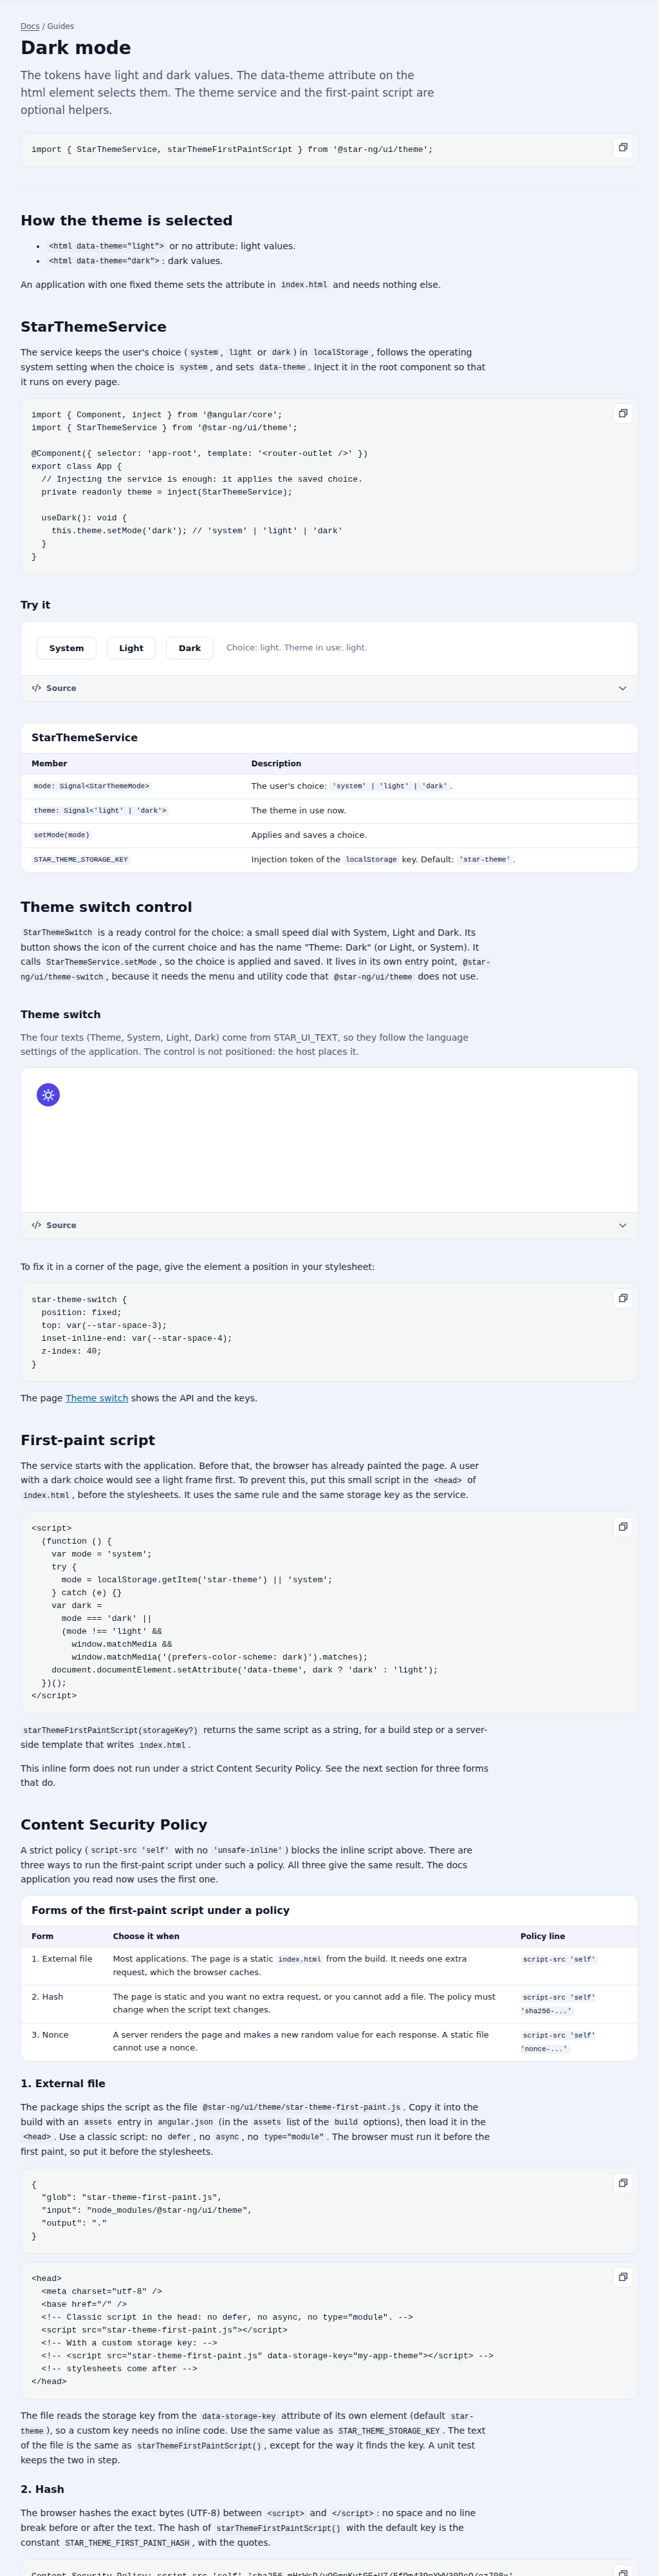 Docs / Guides
Dark mode
The tokens have light and dark values. The data-theme attribute on the
html element selects them. The theme service and the first-paint script are
optional helpers.
import { StarThemeService, starThemeFirstPaintScript } from '@star-ng/ui/theme';
How the theme is selected
<html data-theme="light"> or no attribute: light values.
<html data-theme="dark">: dark values.
An application with one fixed theme sets the attribute in index.html and needs nothing else.
StarThemeService
The service keeps the user's choice (system, light or dark) in localStorage, follows the operating
system setting when the choice is system, and sets data-theme. Inject it in the root component so that
it runs on every page.
import { Component, inject } from '@angular/core';
import { StarThemeService } from '@star-ng/ui/theme';
@Component({ selector: 'app-root', template: '<router-outlet />' })
export class App {
  // Injecting the service is enough: it applies the saved choice.
  private readonly theme = inject(StarThemeService);
  useDark(): void {
    this.theme.setMode('dark'); // 'system' | 'light' | 'dark'
  }
}
Try it
System Light Dark Choice: light. Theme in use: light.
Source
StarThemeService
Member Description
mode: Signal<StarThemeMode> The user's choice: 'system' | 'light' | 'dark'.
theme: Signal<'light' | 'dark'> The theme in use now.
setMode(mode) Applies and saves a choice.
STAR_THEME_STORAGE_KEY Injection token of the localStorage key. Default: 'star-theme'.
Theme switch control
StarThemeSwitch is a ready control for the choice: a small speed dial with System, Light and Dark. Its
button shows the icon of the current choice and has the name "Theme: Dark" (or Light, or System). It
calls StarThemeService.setMode, so the choice is applied and saved. It lives in its own entry point, @star-
ng/ui/theme-switch, because it needs the menu and utility code that @star-ng/ui/theme does not use.
Theme switch
The four texts (Theme, System, Light, Dark) come from STAR_UI_TEXT, so they follow the language
settings of the application. The control is not positioned: the host places it.
Source
To fix it in a corner of the page, give the element a position in your stylesheet:
star-theme-switch {
  position: fixed;
  top: var(--star-space-3);
  inset-inline-end: var(--star-space-4);
  z-index: 40;
}
The page Theme switch shows the API and the keys.
First-paint script
The service starts with the application. Before that, the browser has already painted the page. A user
with a dark choice would see a light frame first. To prevent this, put this small script in the <head> of
index.html, before the stylesheets. It uses the same rule and the same storage key as the service.
<script>
  (function () {
    var mode = 'system';
    try {
      mode = localStorage.getItem('star-theme') || 'system';
    } catch (e) {}
    var dark =
      mode === 'dark' ||
      (mode !== 'light' &&
        window.matchMedia &&
        window.matchMedia('(prefers-color-scheme: dark)').matches);
    document.documentElement.setAttribute('data-theme', dark ? 'dark' : 'light');
  })();
</script>
starThemeFirstPaintScript(storageKey?) returns the same script as a string, for a build step or a server-
side template that writes index.html.
This inline form does not run under a strict Content Security Policy. See the next section for three forms
that do.
Content Security Policy
A strict policy (script-src 'self' with no 'unsafe-inline') blocks the inline script above. There are
three ways to run the first-paint script under such a policy. All three give the same result. The docs
application you read now uses the first one.
Forms of the first-paint script under a policy
Form Choose it when Policy line
1. External file Most applications. The page is a static index.html from the build. It needs one extra script-src 'self'
request, which the browser caches.
2. Hash The page is static and you want no extra request, or you cannot add a file. The policy must script-src 'self'
change when the script text changes. 'sha256-...'
3. Nonce A server renders the page and makes a new random value for each response. A static file script-src 'self'
cannot use a nonce. 'nonce-...'
1. External file
The package ships the script as the file @star-ng/ui/theme/star-theme-first-paint.js. Copy it into the
build with an assets entry in angular.json (in the assets list of the build options), then load it in the
<head>. Use a classic script: no defer, no async, no type="module". The browser must run it before the
first paint, so put it before the stylesheets.
{
  "glob": "star-theme-first-paint.js",
  "input": "node_modules/@star-ng/ui/theme",
  "output": "."
}
<head>
  <meta charset="utf-8" />
  <base href="/" />
  <!-- Classic script in the head: no defer, no async, no type="module". -->
  <script src="star-theme-first-paint.js"></script>
  <!-- With a custom storage key: -->
  <!-- <script src="star-theme-first-paint.js" data-storage-key="my-app-theme"></script> -->
  <!-- stylesheets come after -->
</head>
The file reads the storage key from the data-storage-key attribute of its own element (default star-
theme), so a custom key needs no inline code. Use the same value as STAR_THEME_STORAGE_KEY. The text
of the file is the same as starThemeFirstPaintScript(), except for the way it finds the key. A unit test
keeps the two in step.
2. Hash
The browser hashes the exact bytes (UTF-8) between <script> and </script>: no space and no line
break before or after the text. The hash of starThemeFirstPaintScript() with the default key is the
constant STAR_THEME_FIRST_PAINT_HASH, with the quotes.